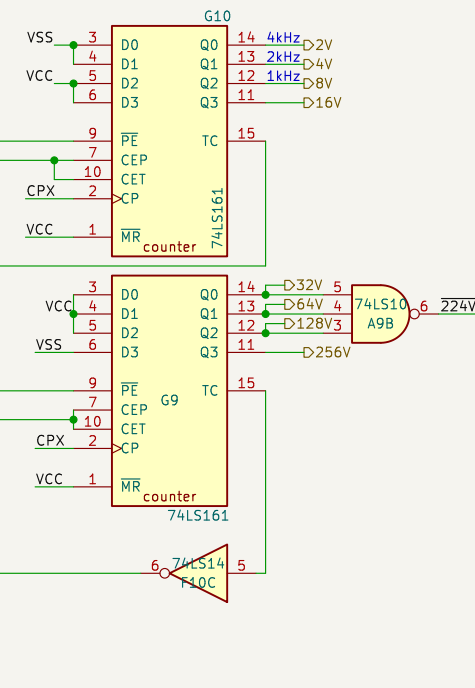 G10
VSS 3 D0 Q0 14 4kHz 2V
4 D1 Q1 13 2kHz 4V
VCC 5 D2 Q2 12 1kHz 8V
6 D3 Q3 11 16V
9 PE TC 15
7 CEP
10 CET
CPX 2 CP
74LS161
VCC 1 MR
counter
32V
3 D0 Q0 14 5
64V
VCC 4 D1 Q1 13 4 74LS10 6 224V
128V
5 D2 Q2 12 3 A9B
VSS 6 D3 Q3 11 256V
9 PE TC 15
G9
7 CEP
10 CET
CPX 2 CP
VCC 1 MR
counter
74LS161
6 74LS14 5
F10C